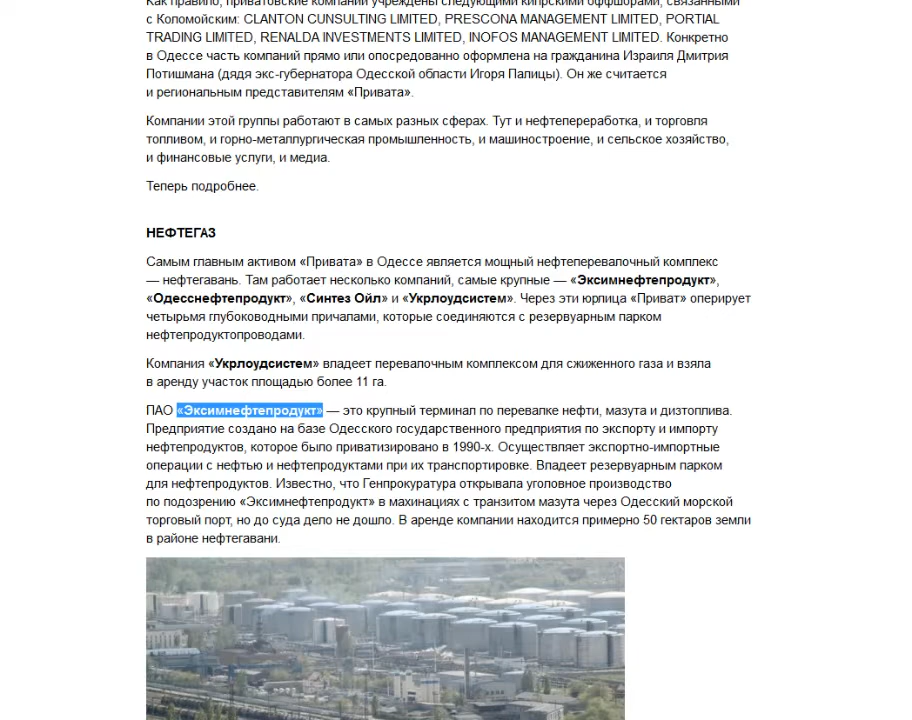 Как правило, приватовские компании учреждены следующими кипрскими оффшорами, связанными
с Коломойским: CLANTON CUNSULTING LIMITED, PRESCONA MANAGEMENT LIMITED, PORTIAL
TRADING LIMITED, RENALDA INVESTMENTS LIMITED, INOFOS MANAGEMENT LIMITED. Конкретно
в Одессе часть компаний прямо или опосредованно оформлена на гражданина Израиля Дмитрия
Потишмана (дядя экс-губернатора Одесской области Игоря Палицы). Он же считается
и региональным представителям «Привата».
Компании этой группы работают в самых разных сферах. Тут и нефтепереработка, и торговля
топливом, и горно-металлургическая промышленность, и машиностроение, и сельское хозяйство,
и финансовые услуги, и медиа.
Теперь подробнее.
НЕФТЕГАЗ
Самым главным активом «Привата» в Одессе является мощный нефтеперевалочный комплекс
— нефтегавань. Там работает несколько компаний, самые крупные — «Эксимнефтепродукт»,
«Одесснефтепродукт», «Синтез Ойл» и «Укрлоудсистем». Через эти юрлица «Приват» оперирует
четырьмя глубоководными причалами, которые соединяются с резервуарным парком
нефтепродуктопроводами.
Компания «Укрлоудсистем» владеет перевалочным комплексом для сжиженного газа и взяла
в аренду участок площадью более 11 га.
ПАО «Эксимнефтепродукт» — это крупный терминал по перевалке нефти, мазута и дизтоплива.
Предприятие создано на базе Одесского государственного предприятия по экспорту и импорту
нефтепродуктов, которое было приватизировано в 1990-х. Осуществляет экспортно-импортные
операции с нефтью и нефтепродуктами при их транспортировке. Владеет резервуарным парком
для нефтепродуктов. Известно, что Генпрокуратура открывала уголовное производство
по подозрению «Эксимнефтепродукт» в махинациях с транзитом мазута через Одесский морской
торговый порт, но до суда дело не дошло. В аренде компании находится примерно 50 гектаров земли
в районе нефтегавани.